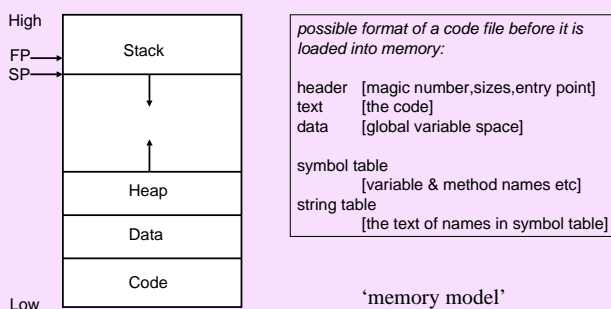 High
FP
SP
Stack
Heap
Data
Code
Low
possible format of a code file before it is
loaded into memory:
header [magic number,sizes,entry point]
text [the code]
data [global variable space]
symbol table
[variable & method names etc]
string table
[the text of names in symbol table]
‘memory model’